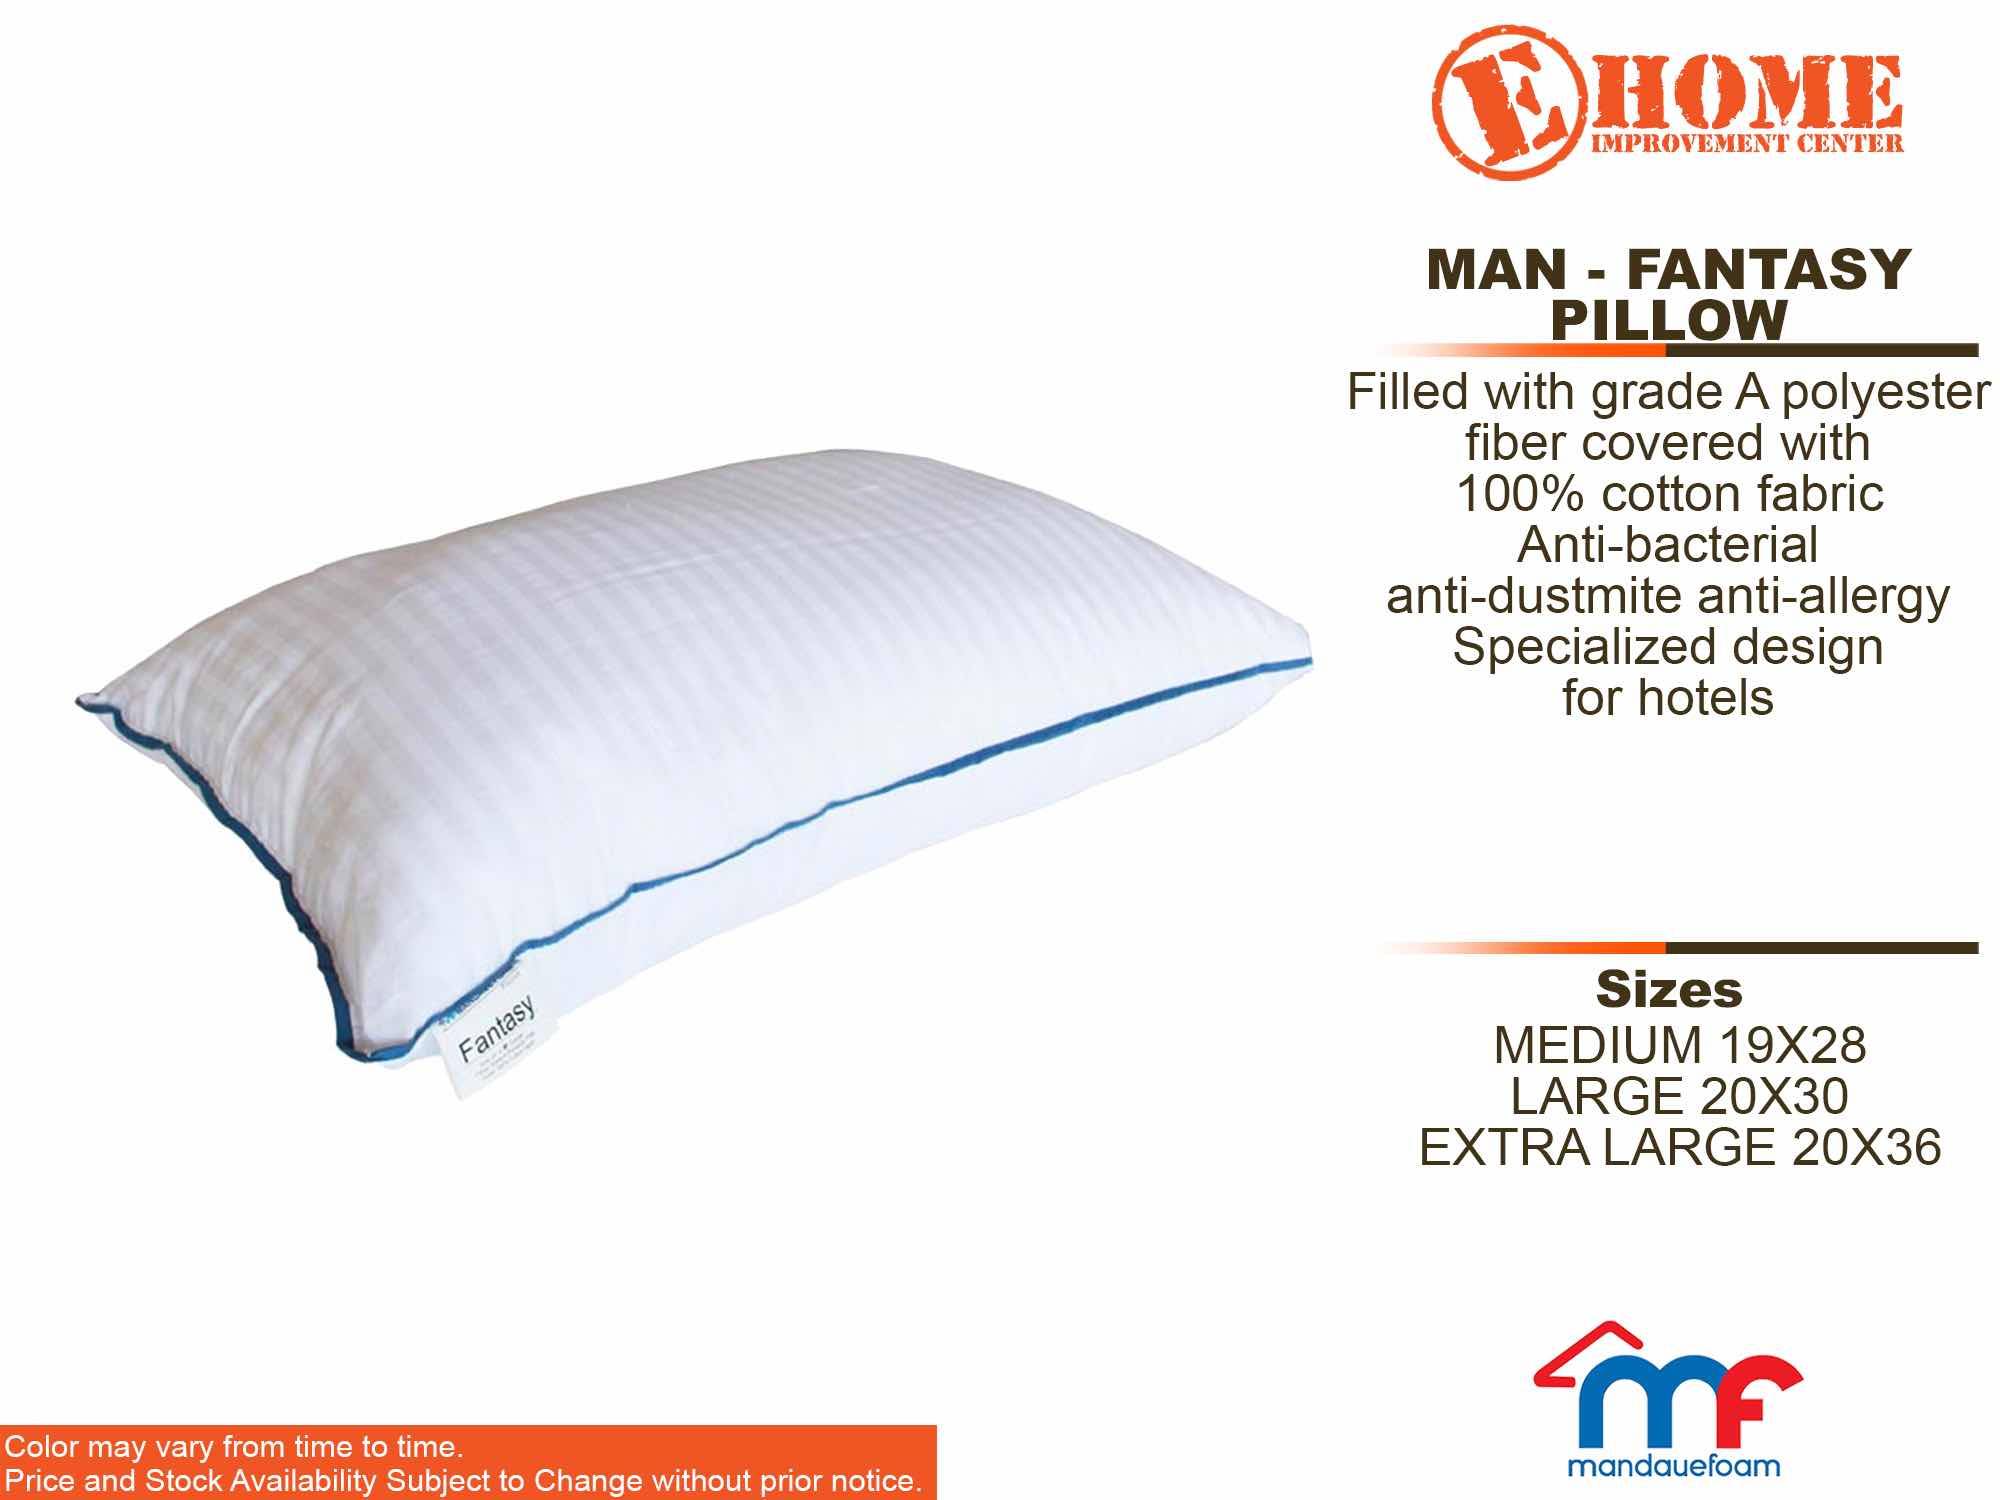 E HOME
IMPROVEMENT CENTER
MAN - FANTASY
PILLOW
Filled with grade A polyester
fiber covered with
100% cotton fabric
Anti-bacterial
anti-dustmite anti-allergy
Specialized design
for hotels
Fantasy
Sizes
MEDIUM 19X28
LARGE 20X30
EXTRA LARGE 20X36
mf
mandauefoam
Color may vary from time to time.
Price and Stock Availability Subject to Change without prior notice.